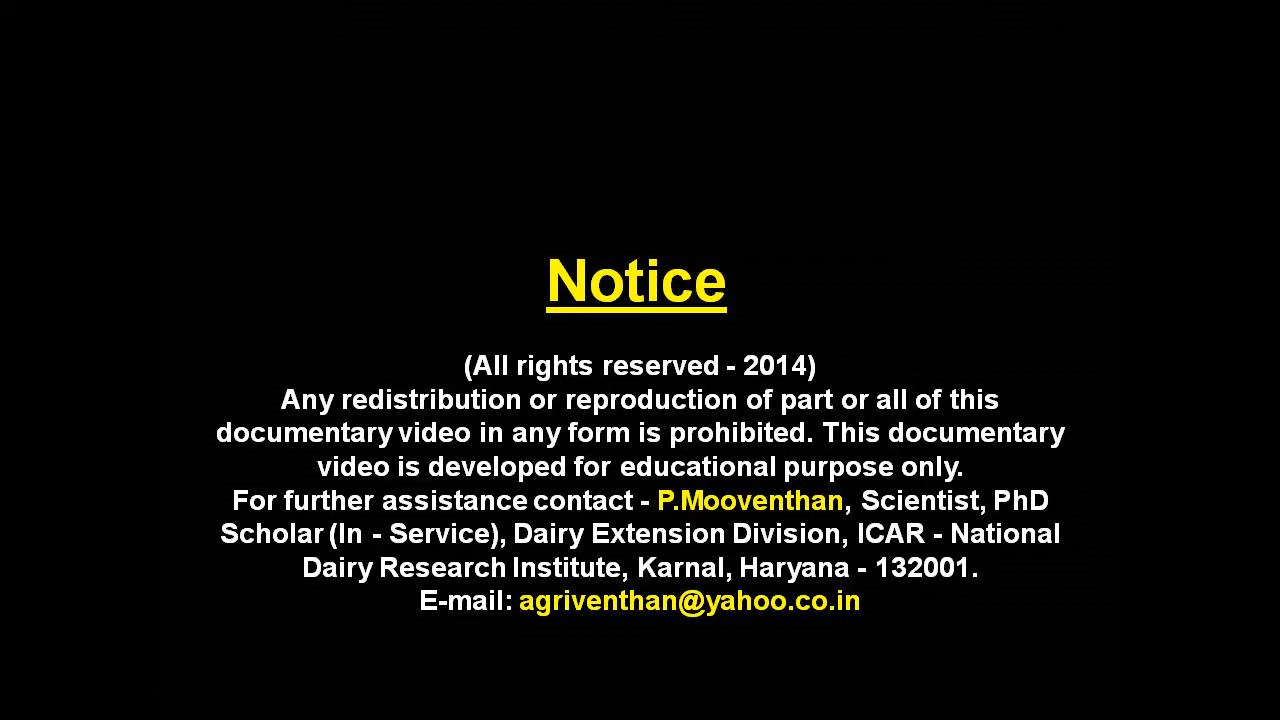 Notice
(All rights reserved - 2014)
Any redistribution or reproduction of part or all of this
documentary video in any form is prohibited. This documentary
video is developed for educational purpose only.
For further assistance contact - P.Mooventhan, Scientist, PhD
Scholar (In - Service), Dairy Extension Division, ICAR - National
Dairy Research Institute, Karnal, Haryana - 132001.
E-mail: agriventhan@yahoo.co.in